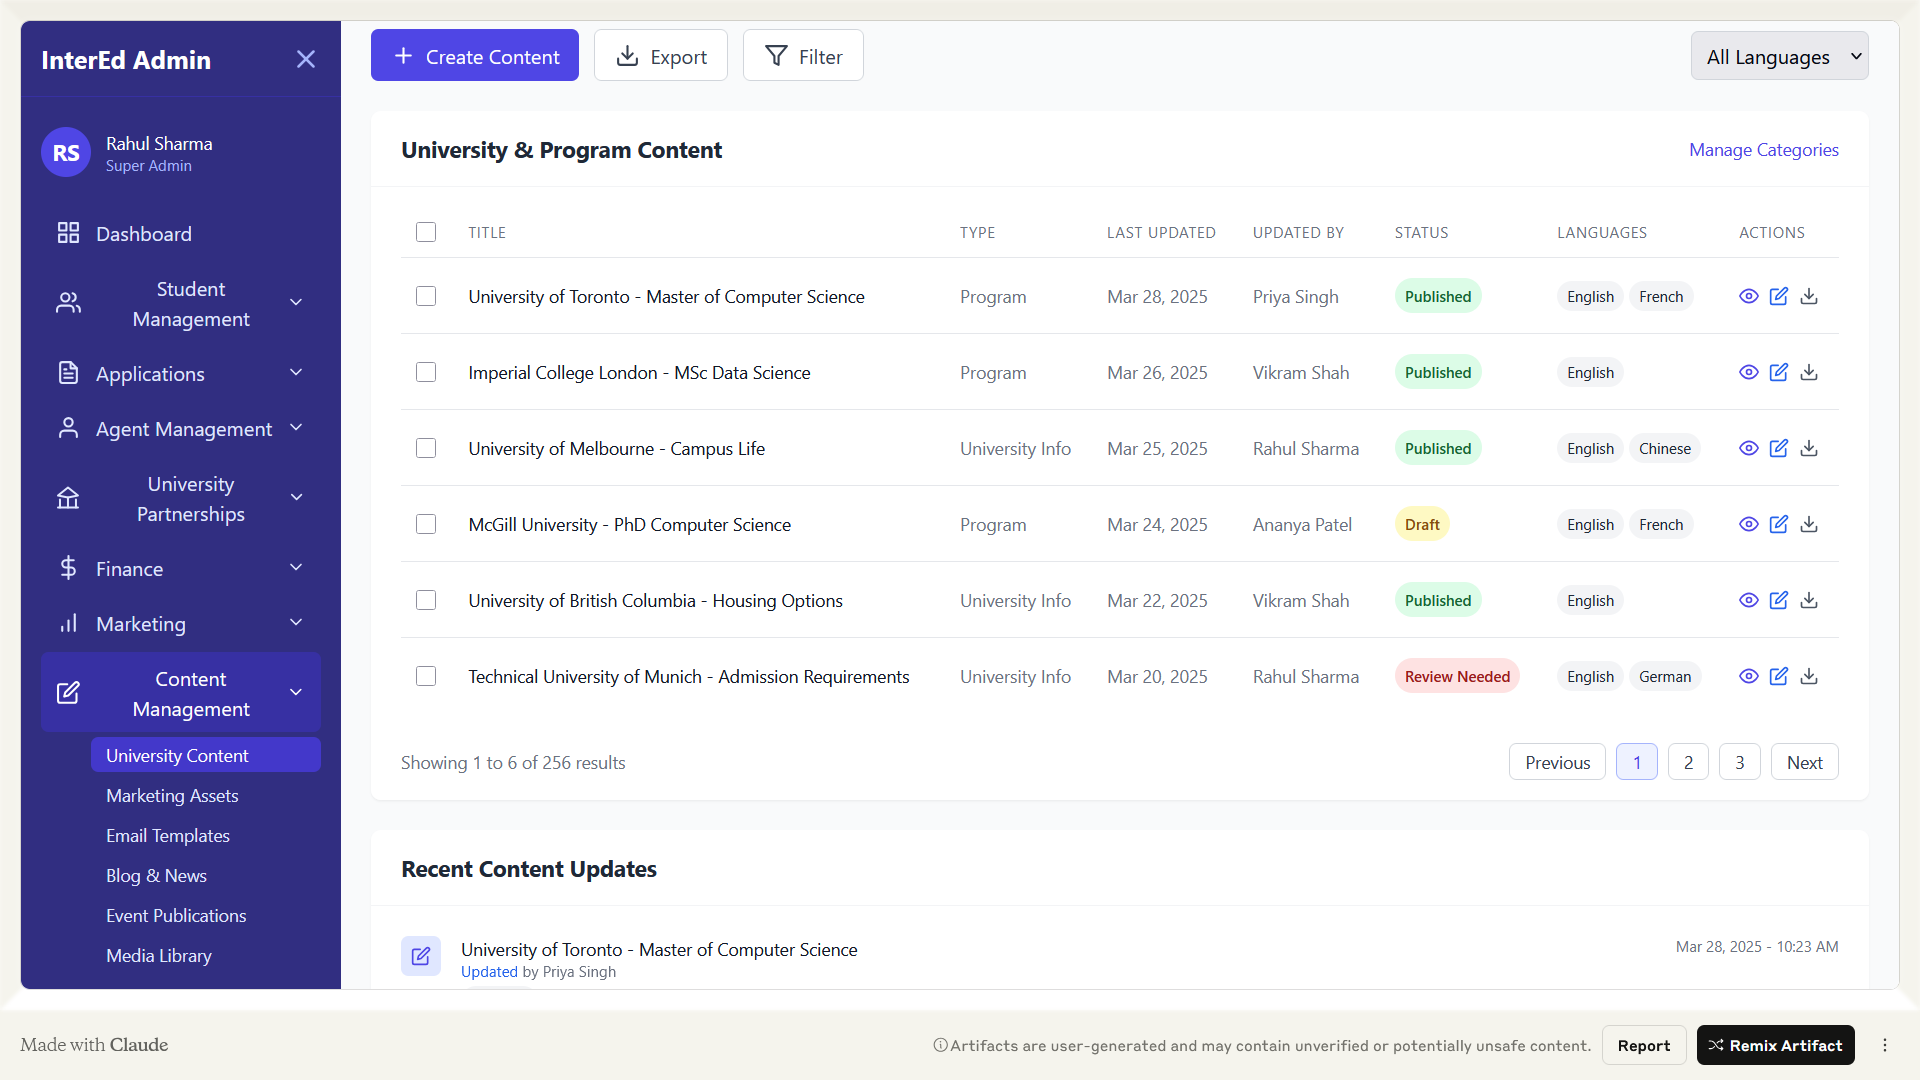 InterEd Admin
RS
Rahul Sharma
Super Admin
Dashboard
Student
Management
Applications
Agent Management
University
Partnerships
Finance
Marketing
Content
Management
University Content
Marketing Assets
Email Templates
Blog & News
Event Publications
Media Library
Create Content
Export
Filter
All Languages
University & Program Content
Manage Categories
TITLE TYPE LAST UPDATED UPDATED BY STATUS LANGUAGES ACTIONS
University of Toronto - Master of Computer Science Program Mar 28, 2025 Priya Singh Published English French
Imperial College London - MSc Data Science Program Mar 26, 2025 Vikram Shah Published English
University of Melbourne - Campus Life University Info Mar 25, 2025 Rahul Sharma Published English Chinese
McGill University - PhD Computer Science Program Mar 24, 2025 Ananya Patel Draft English French
University of British Columbia - Housing Options University Info Mar 22, 2025 Vikram Shah Published English
Technical University of Munich - Admission Requirements University Info Mar 20, 2025 Rahul Sharma Review Needed English German
Showing 1 to 6 of 256 results
Previous 1 2 3 Next
Recent Content Updates
University of Toronto - Master of Computer Science
Mar 28, 2025 - 10:23 AM
Updated by Priya Singh
Made with Claude
Artifacts are user-generated and may contain unverified or potentially unsafe content.
Report
Remix Artifact